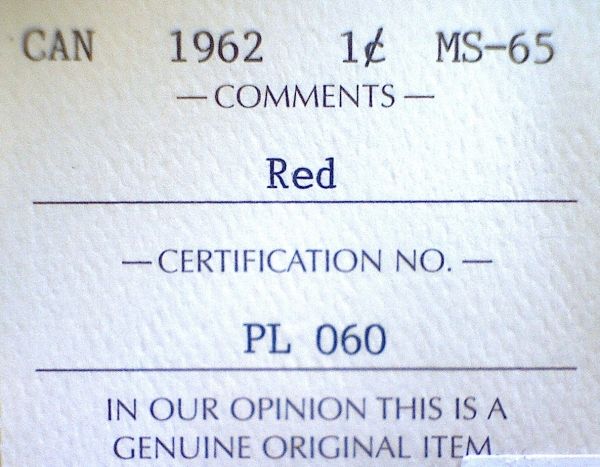 CAN 1962 1¢ MS-65
—COMMENTS—
Red
—CERTIFICATION NO.—
PL 060
IN OUR OPINION THIS IS A
GENUINE ORIGINAL ITEM